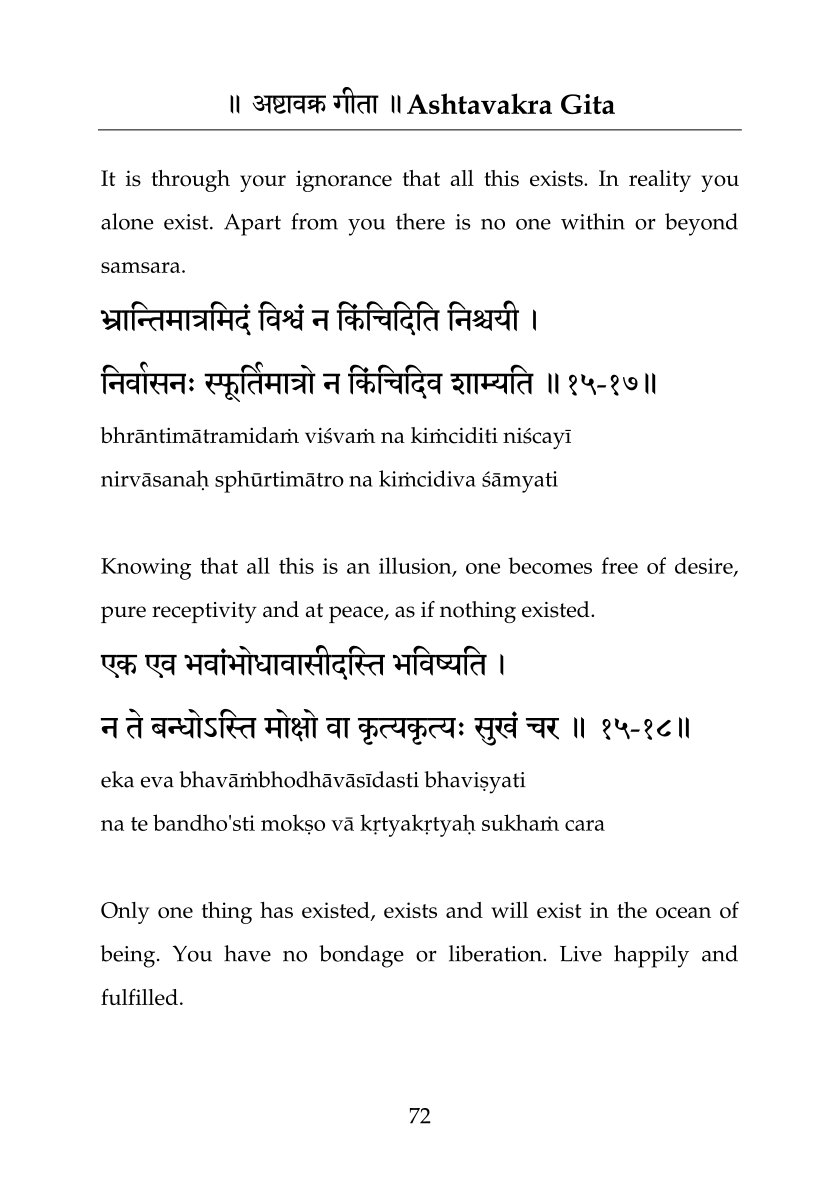 ॥ अष्टावक्र गीता ॥ Ashtavakra Gita
It is through your ignorance that all this exists. In reality you
alone exist. Apart from you there is no one within or beyond
samsara.
भ्रान्तिमात्रमिदं विश्वं न किंचिदिति निश्चयी ।
निर्वासनः स्फूर्तिमात्रो न किंचिदिव शाम्यति ॥ १५-१७॥
bhrāntimātramidaṁ viśvaṁ na kiṁciditi niścayī
nirvāsanaḥ sphūrtimātro na kiṁcidiva śāmyati
Knowing that all this is an illusion, one becomes free of desire,
pure receptivity and at peace, as if nothing existed.
एक एव भवांभोधावासीदस्ति भविष्यति ।
न ते बन्धोऽस्ति मोक्षो वा कृत्यकृत्यः सुखं चर ॥ १५-१८॥
eka eva bhavāṁbhodhāvāsīdasti bhaviṣyati
na te bandho'sti mokṣo vā kṛtyakṛtyaḥ sukhaṁ cara
Only one thing has existed, exists and will exist in the ocean of
being. You have no bondage or liberation. Live happily and
fulfilled.
72